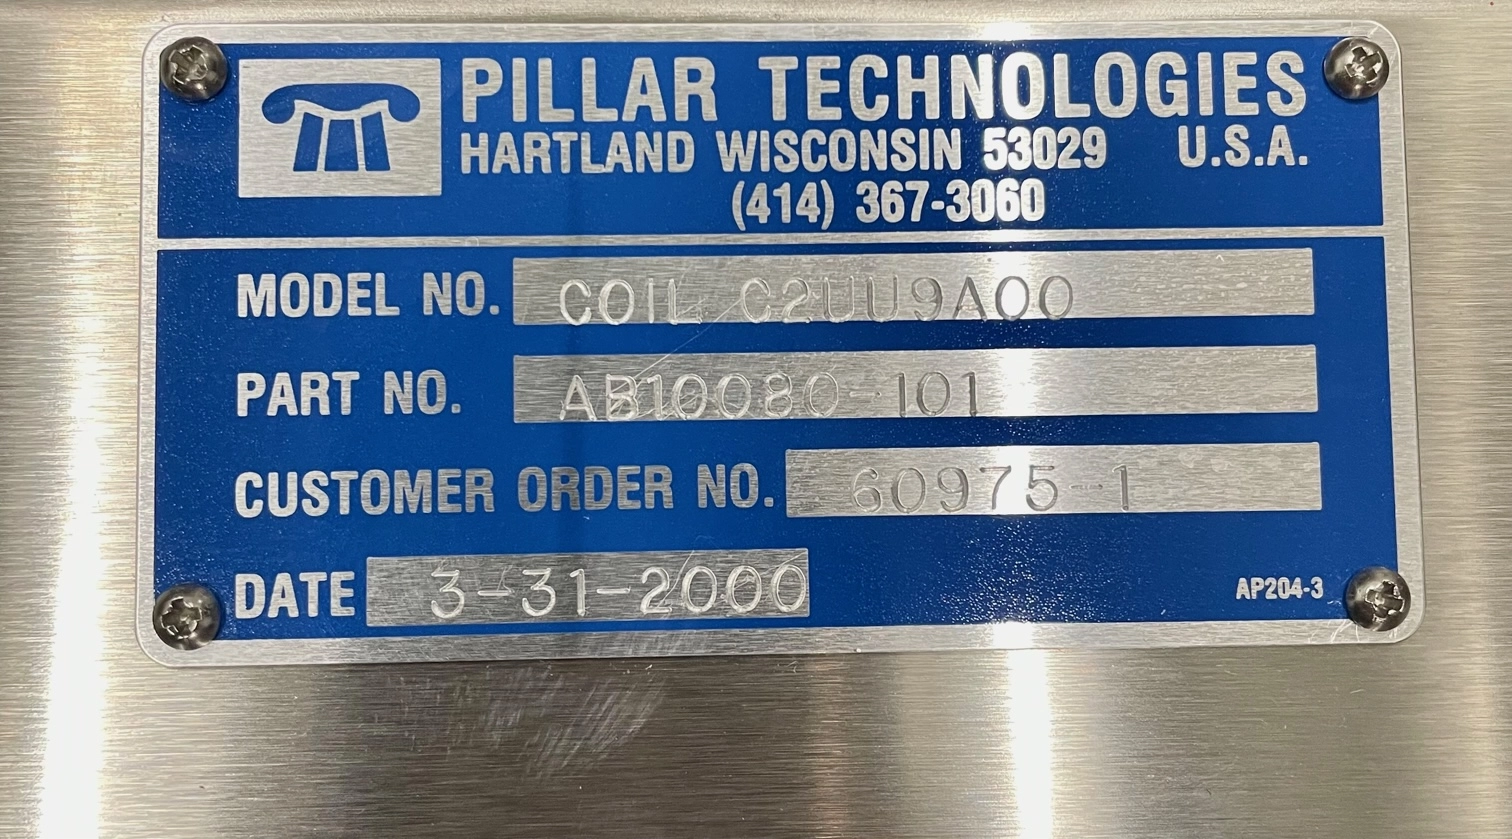 PILLAR TECHNOLOGIES
HARTLAND WISCONSIN 53029 U.S.A.
(414) 367-3060
MODEL NO. COIL C2UU9A00
PART NO. AB10080-101
CUSTOMER ORDER NO. 60975-1
DATE 3-31-2000
AP204-3